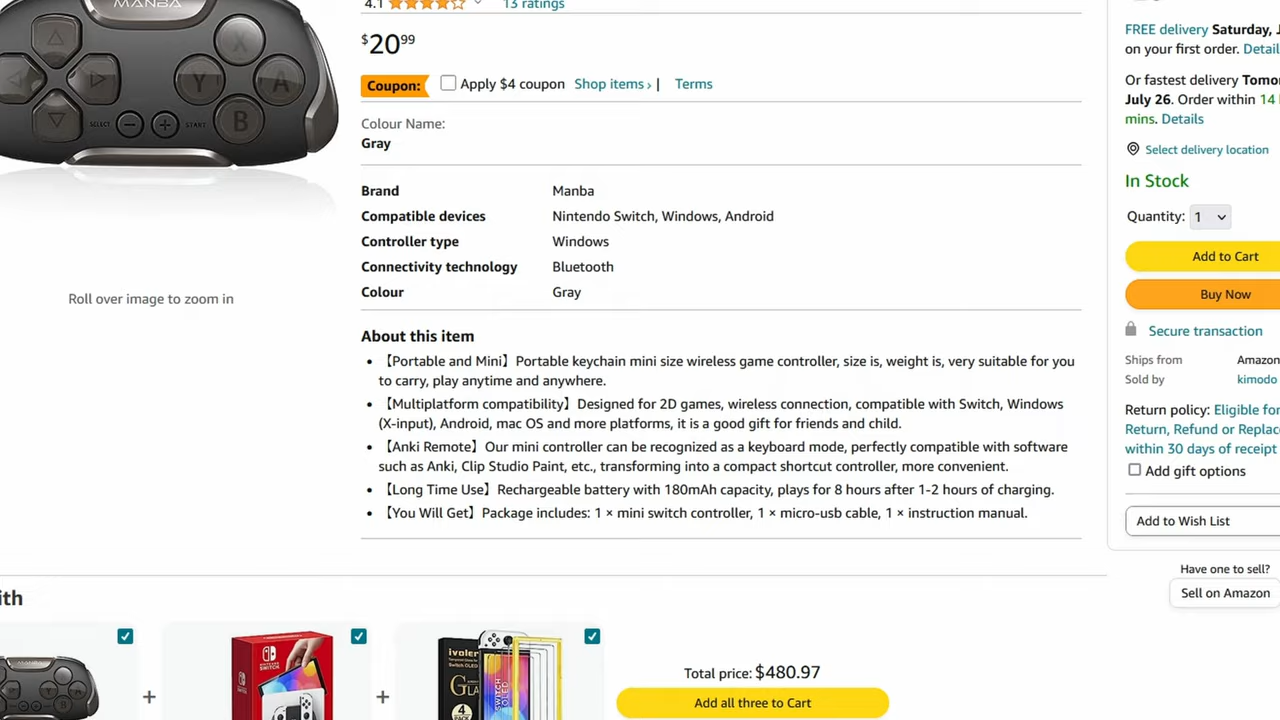 MANBA
X
Y
A
B
SELECT
START
4.1
13 ratings
$20 99
Coupon: Apply $4 coupon Shop items › | Terms
Colour Name:
Gray
Brand Manba
Compatible devices Nintendo Switch, Windows, Android
Controller type Windows
Connectivity technology Bluetooth
Colour Gray
Roll over image to zoom in
About this item
• 【Portable and Mini】Portable keychain mini size wireless game controller, size is, weight is, very suitable for you
to carry, play anytime and anywhere.
• 【Multiplatform compatibility】Designed for 2D games, wireless connection, compatible with Switch, Windows
(X-input), Android, mac OS and more platforms, it is a good gift for friends and child.
• 【Anki Remote】Our mini controller can be recognized as a keyboard mode, perfectly compatible with software
such as Anki, Clip Studio Paint, etc., transforming into a compact shortcut controller, more convenient.
• 【Long Time Use】Rechargeable battery with 180mAh capacity, plays for 8 hours after 1-2 hours of charging.
• 【You Will Get】Package includes: 1 × mini switch controller, 1 × micro-usb cable, 1 × instruction manual.
FREE delivery Saturday, J
on your first order. Detail
Or fastest delivery Tomo
July 26. Order within 14
mins. Details
Select delivery location
In Stock
Quantity: 1
Add to Cart
Buy Now
Secure transaction
Ships from Amazon
Sold by kimodo
Return policy: Eligible for
Return, Refund or Replac
within 30 days of receipt
Add gift options
Add to Wish List
Have one to sell?
Sell on Amazon
ith
MANBA
+
NINTENDO
SWITCH
+
ivoler
GLA
4
SWITCH
OLED
Total price: $480.97
Add all three to Cart